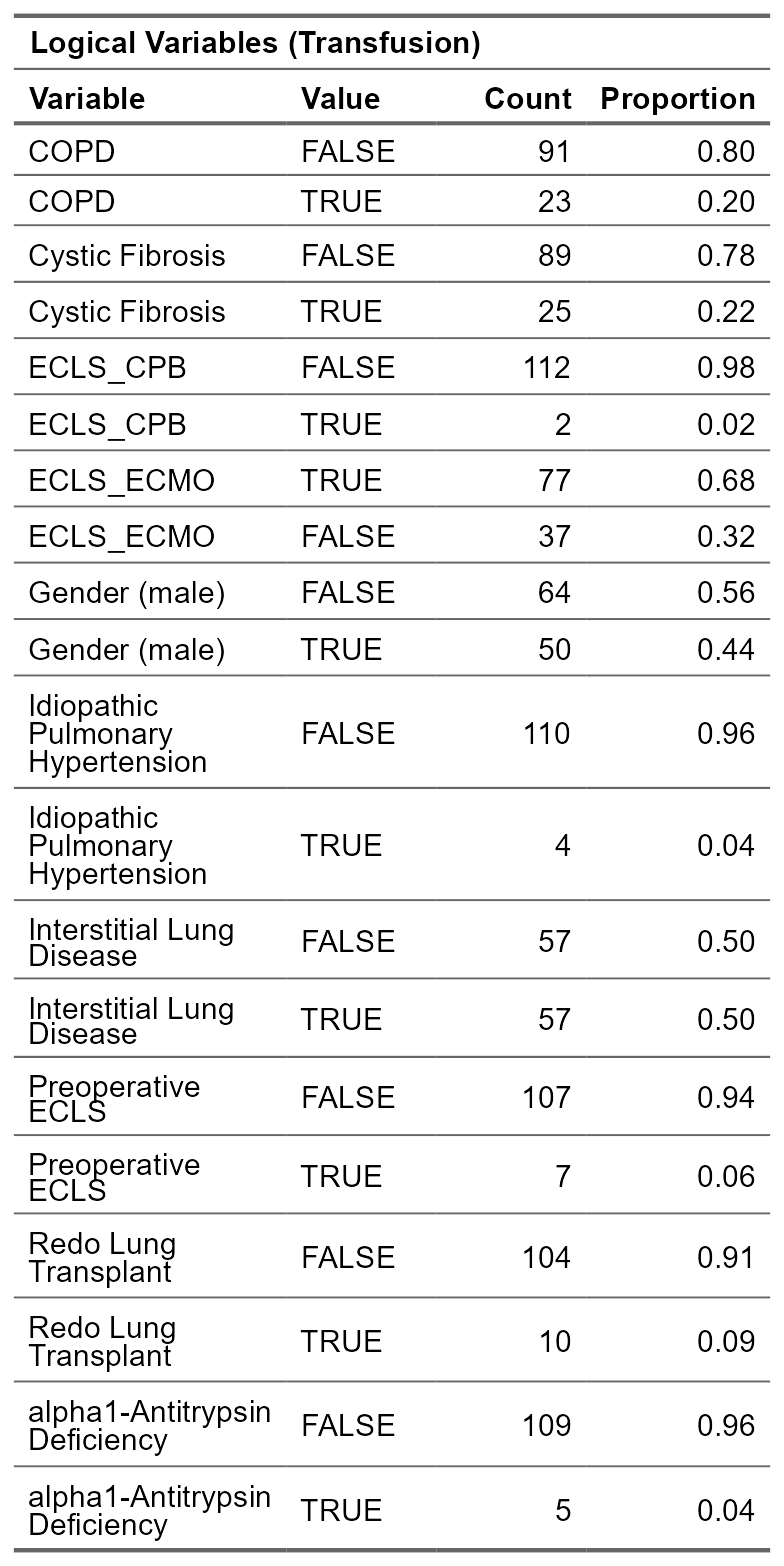 Logical Variables (Transfusion)
Variable Value Count Proportion
COPD FALSE 91 0.80
COPD TRUE 23 0.20
Cystic Fibrosis FALSE 89 0.78
Cystic Fibrosis TRUE 25 0.22
ECLS_CPB FALSE 112 0.98
ECLS_CPB TRUE 2 0.02
ECLS_ECMO TRUE 77 0.68
ECLS_ECMO FALSE 37 0.32
Gender (male) FALSE 64 0.56
Gender (male) TRUE 50 0.44
Idiopathic
Pulmonary FALSE 110 0.96
Hypertension
Idiopathic
Pulmonary TRUE 4 0.04
Hypertension
Interstitial Lung
Disease FALSE 57 0.50
Interstitial Lung
Disease TRUE 57 0.50
Preoperative
ECLS FALSE 107 0.94
Preoperative
ECLS TRUE 7 0.06
Redo Lung
Transplant FALSE 104 0.91
Redo Lung
Transplant TRUE 10 0.09
alpha1-Antitrypsin
Deficiency FALSE 109 0.96
alpha1-Antitrypsin
Deficiency TRUE 5 0.04